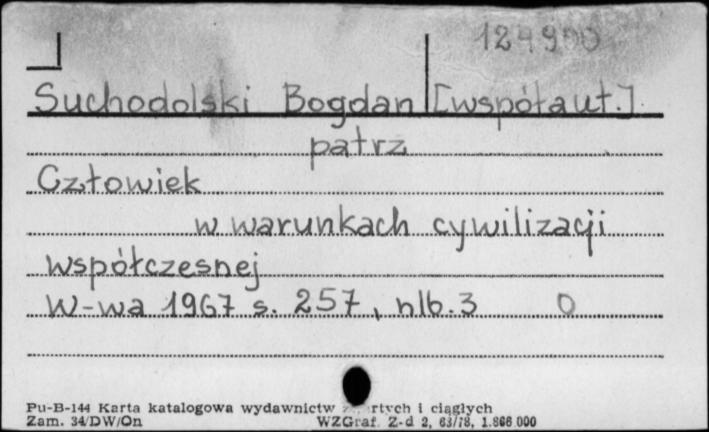 124900
Suchodolski Bogdan [współaut.]
patrz
Człowiek
w warunkach cywilizacji
współczesnej
W-wa 1967 s. 257, nlb. 3 0
Pu-B-144 Karta katalogowa wydawnictw i ciągłych
Zam. 34/DW/On WZGraf. Z-d 2, 63/78, 1.866.000